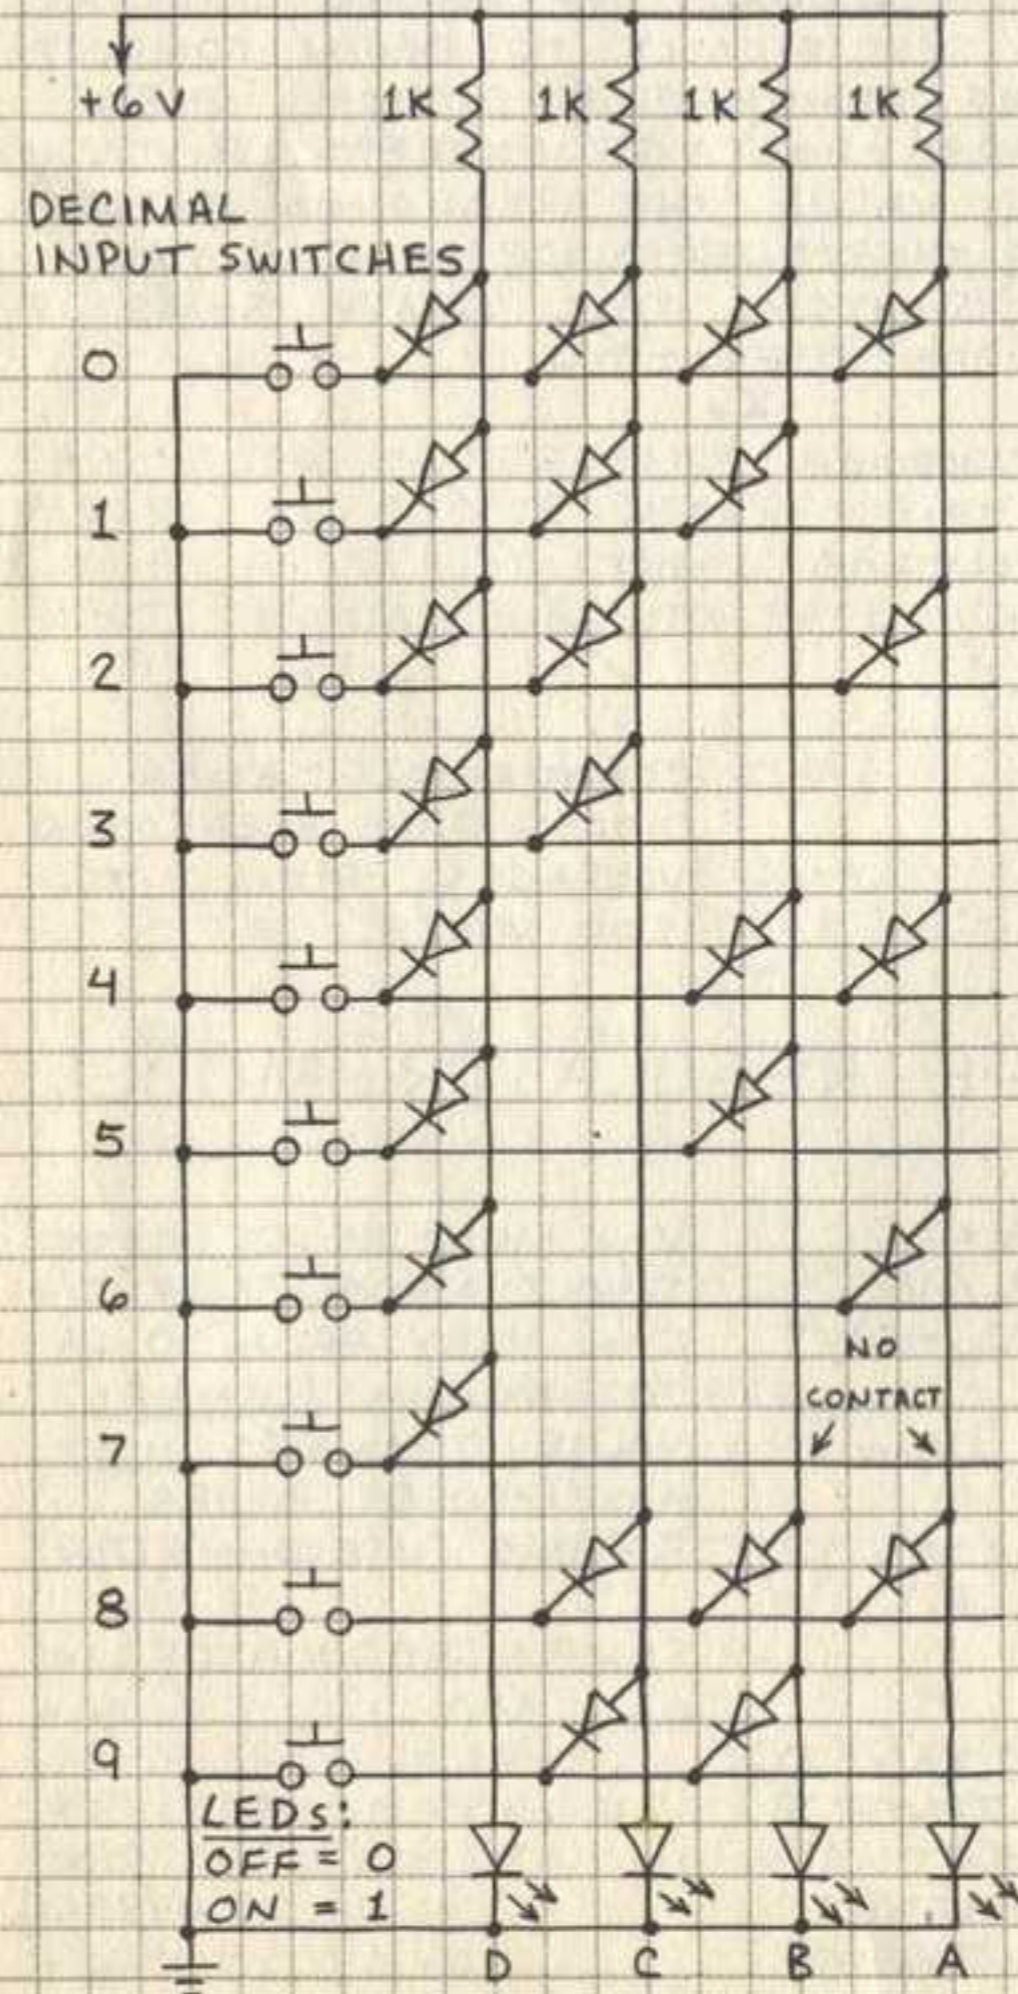 +6V
1K 1K 1K 1K
DECIMAL
INPUT SWITCHES
0
1
2
3
4
5
6
NO
CONTACT
7
8
9
LEDs:
OFF = 0
ON = 1
D C B A